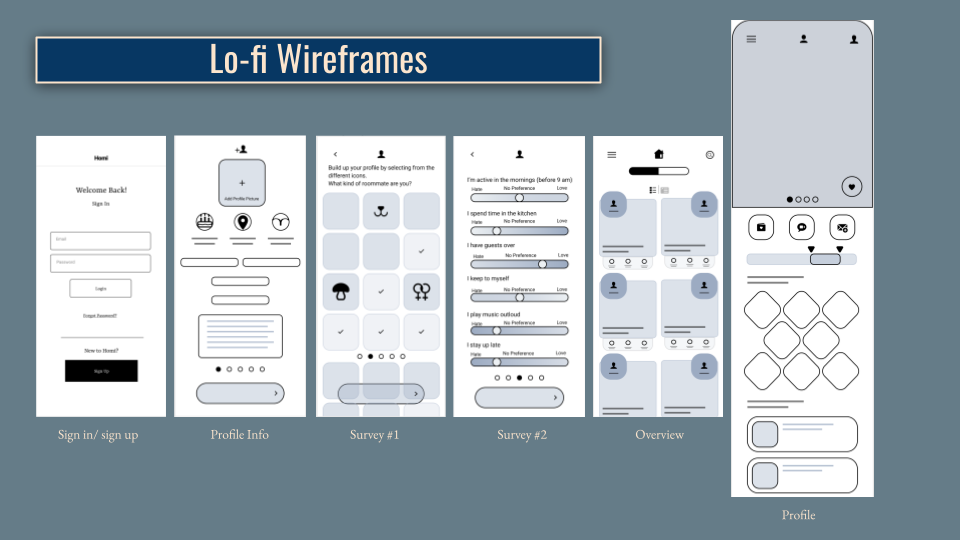 Lo-fi Wireframes
Homi
Welcome Back!
Sign In
Email
Password
Login
Forgot Password?
New to Homi?
Sign Up
Sign in/ sign up
Add Profile Picture
Profile Info
Build up your profile by selecting from the
different icons.
What kind of roommate are you?
Survey #1
I'm active in the mornings (before 9 am):
Hate No Preference Love
I spend time in the kitchen
Hate No Preference Love
I have guests over
Hate No Preference Love
I keep to myself
Hate No Preference Love
I play music outloud
Hate No Preference Love
I stay up late
Hate No Preference Love
Survey #2
Overview
Profile